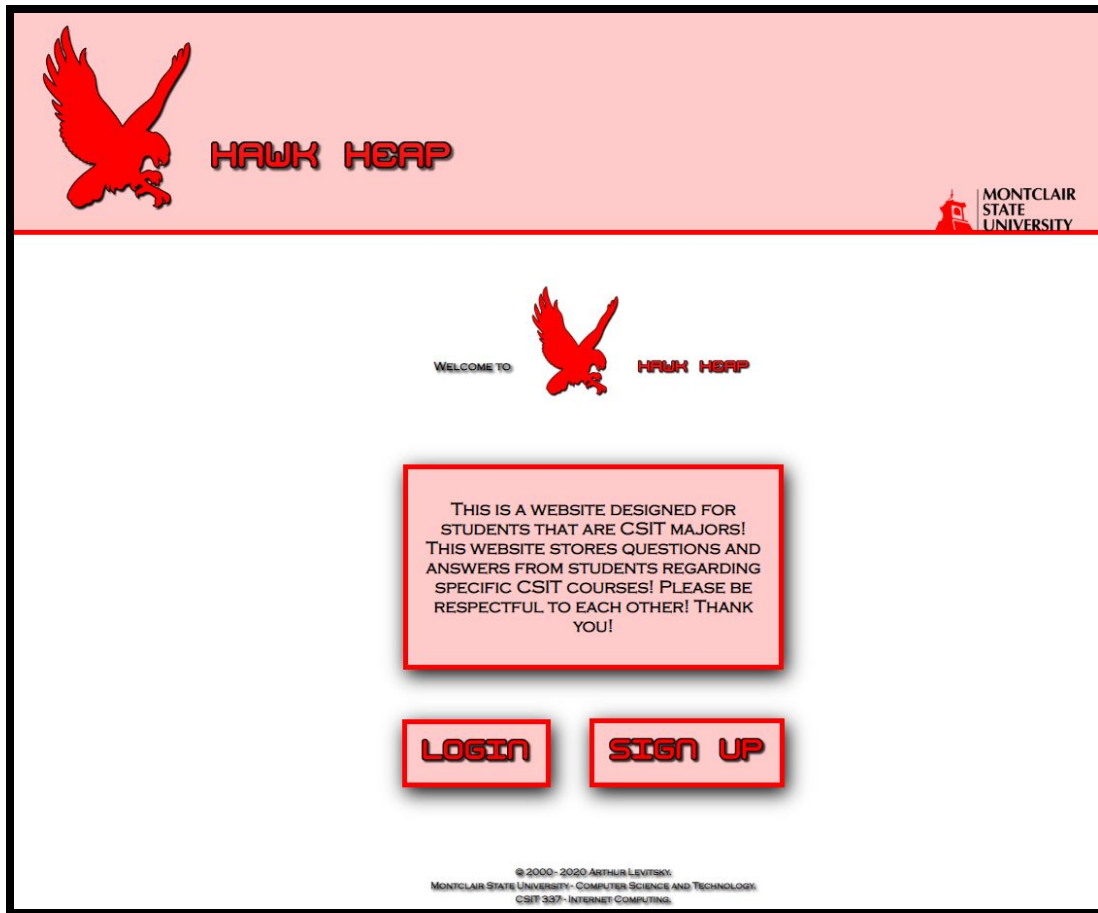 HAWK HEAP
MONTCLAIR
STATE
UNIVERSITY
Welcome to HAWK HEAP
This is a website designed for
students that are CSIT majors!
This website stores questions and
answers from students regarding
specific CSIT courses! Please be
respectful to each other! Thank
you!
LOGIN SIGN UP
© 2000 - 2020 Arthur Levitsky.
Montclair State University - Computer Science and Technology.
CSIT 337 - Internet Computing.